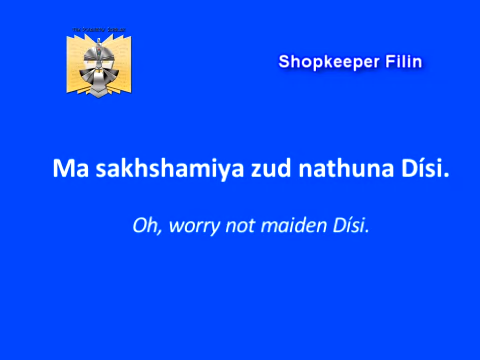 Shopkeeper Filin
Ma sakhshamiya zud nathuna Dísi.
Oh, worry not maiden Dísi.